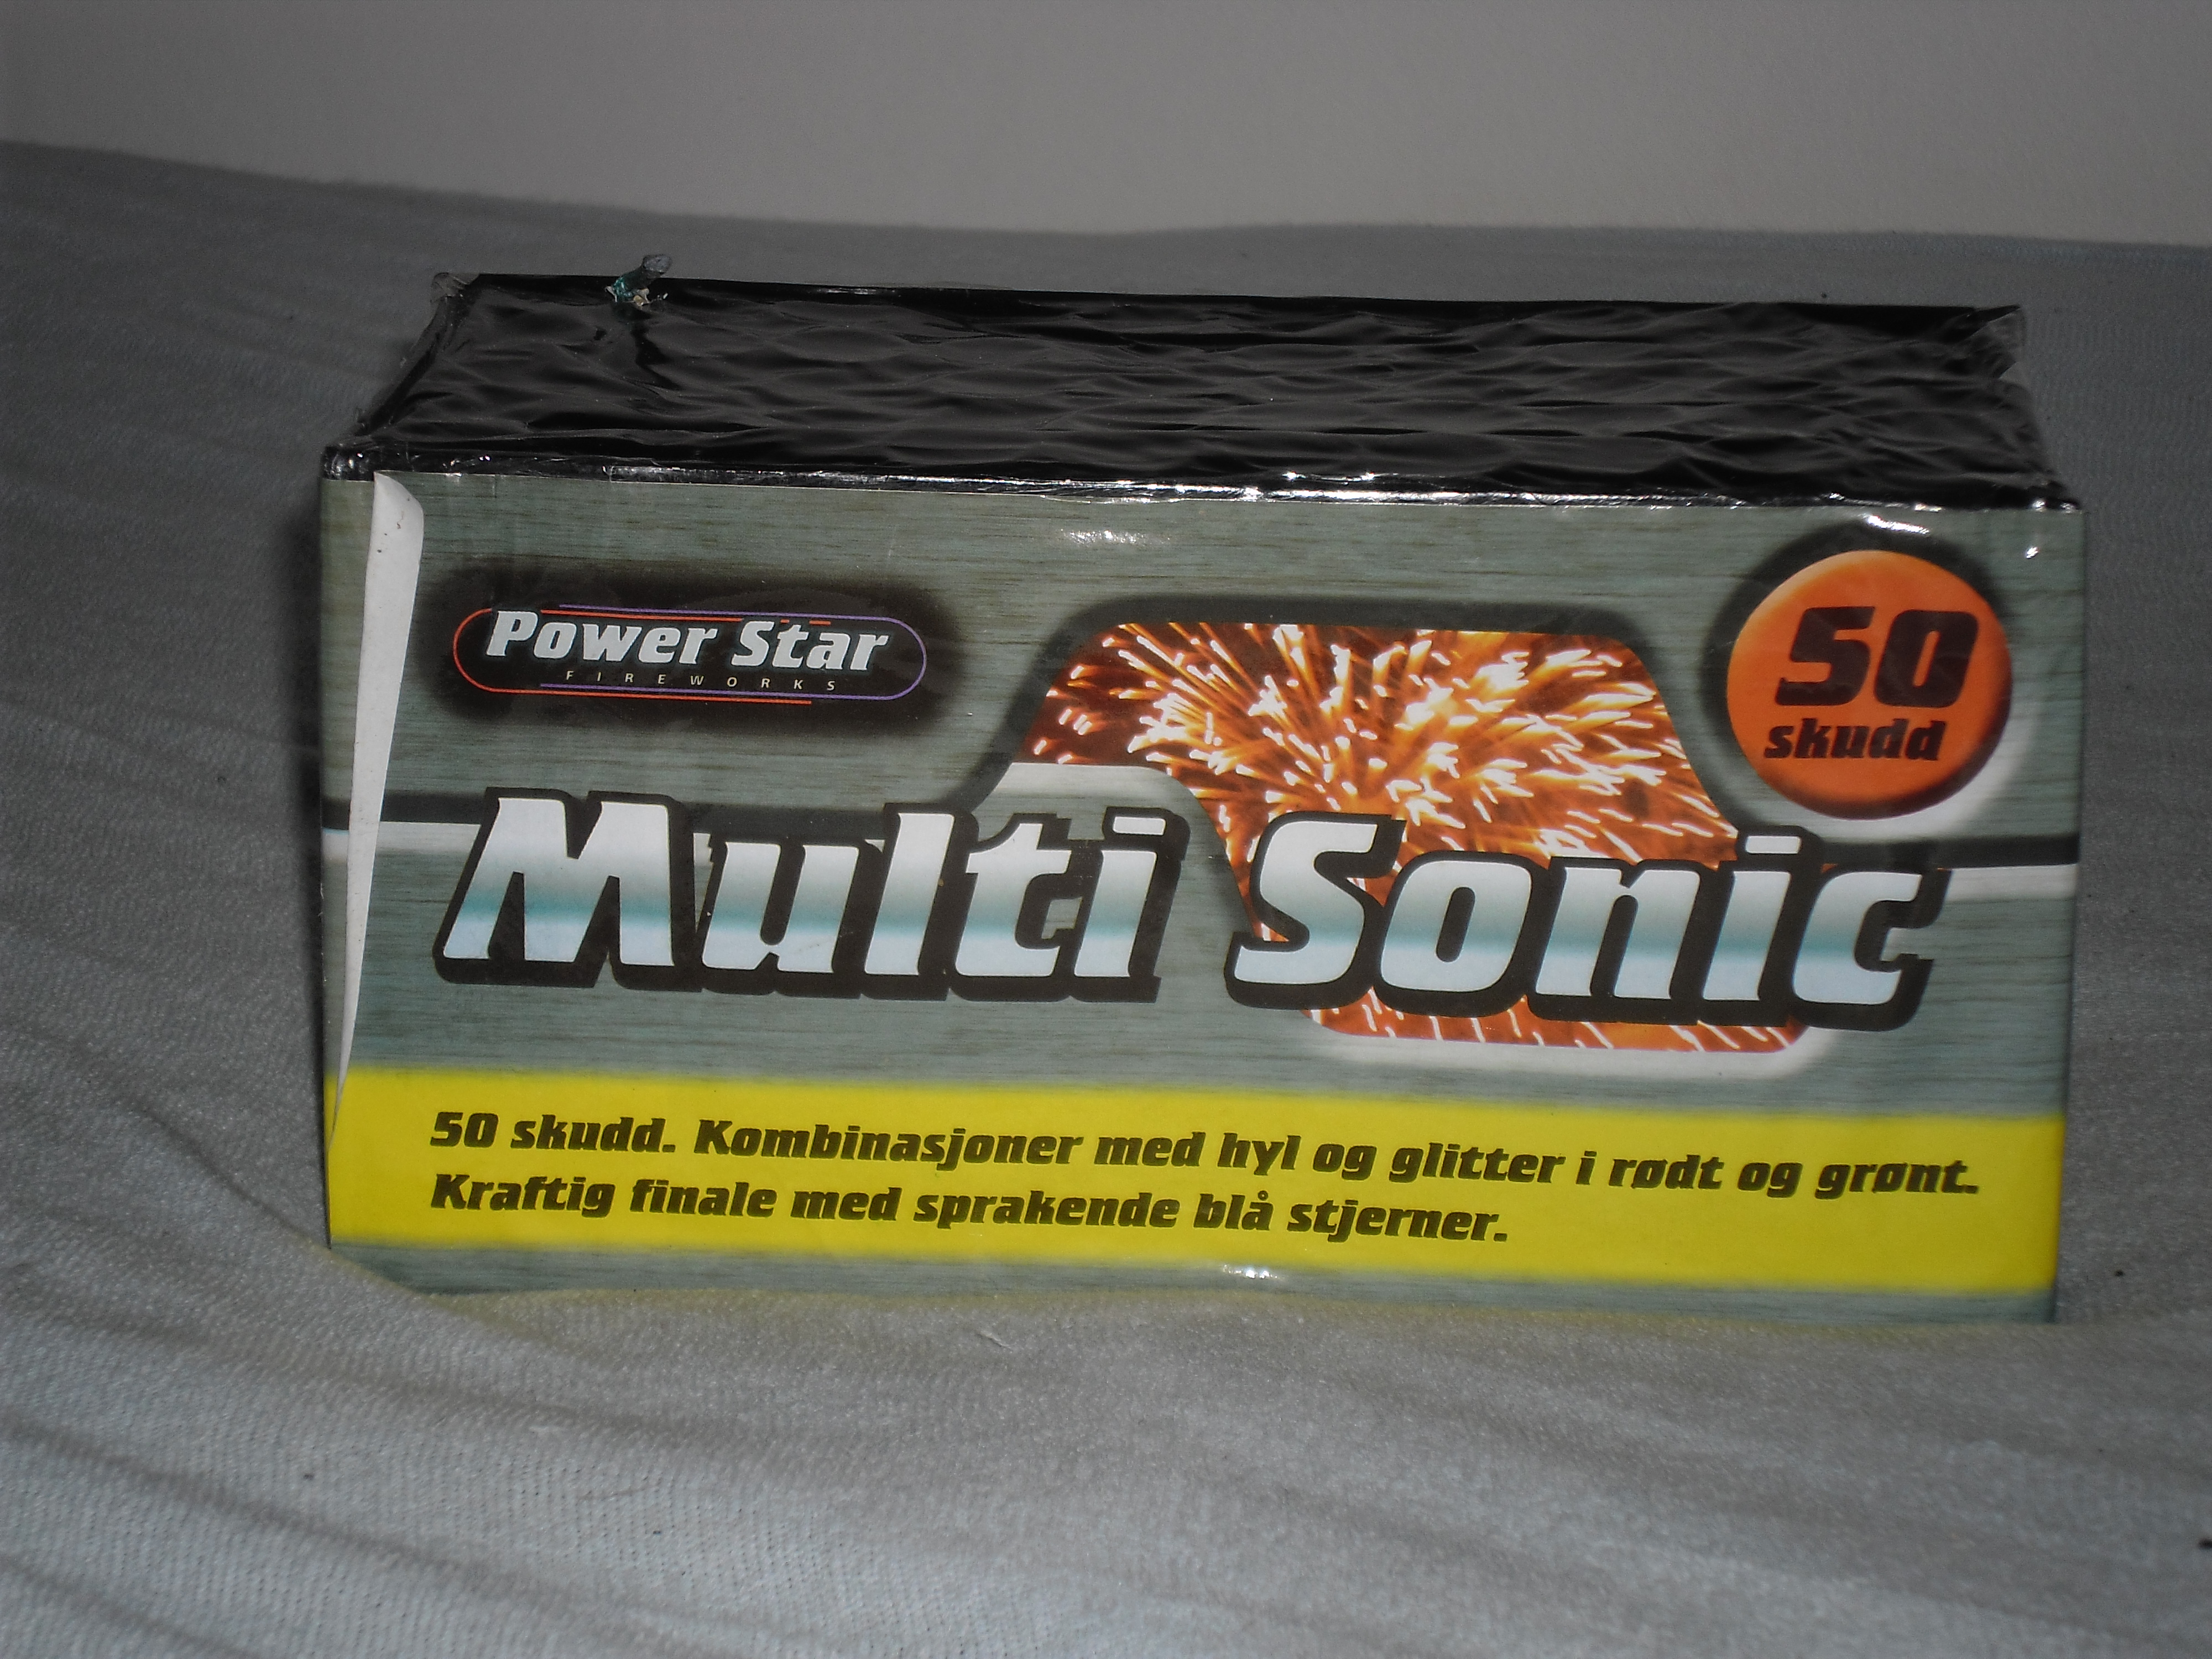 Power Star
FIREWORKS
50
skudd
Multi Sonic
50 skudd. Kombinasjoner med hyl og glitter i rødt og grønt.
Kraftig finale med sprakende blå stjerner.